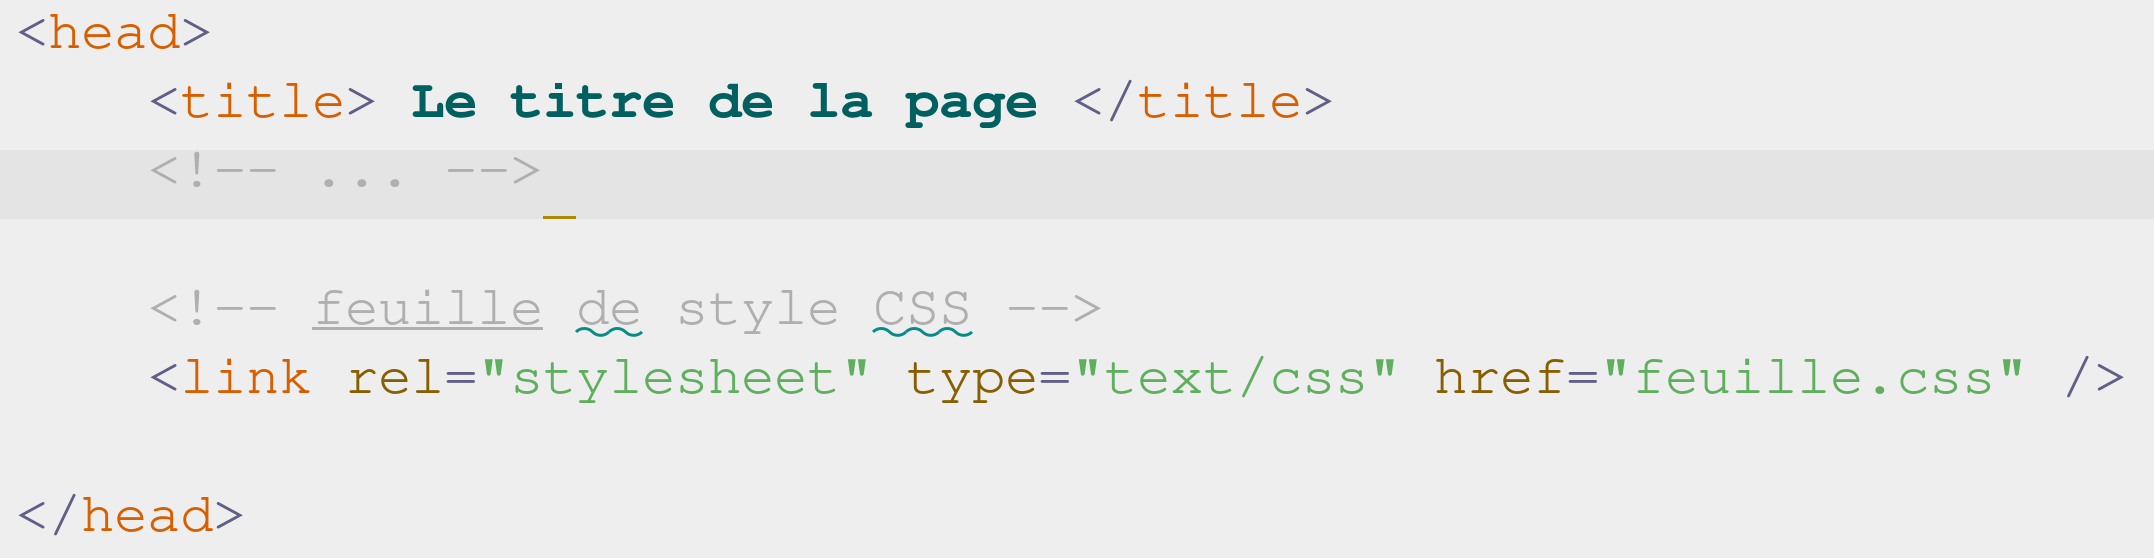 <head>
<title> Le titre de la page </title>
<!-- ... -->
<!-- feuille de style CSS -->
<link rel="stylesheet" type="text/css" href="feuille.css" />
</head>